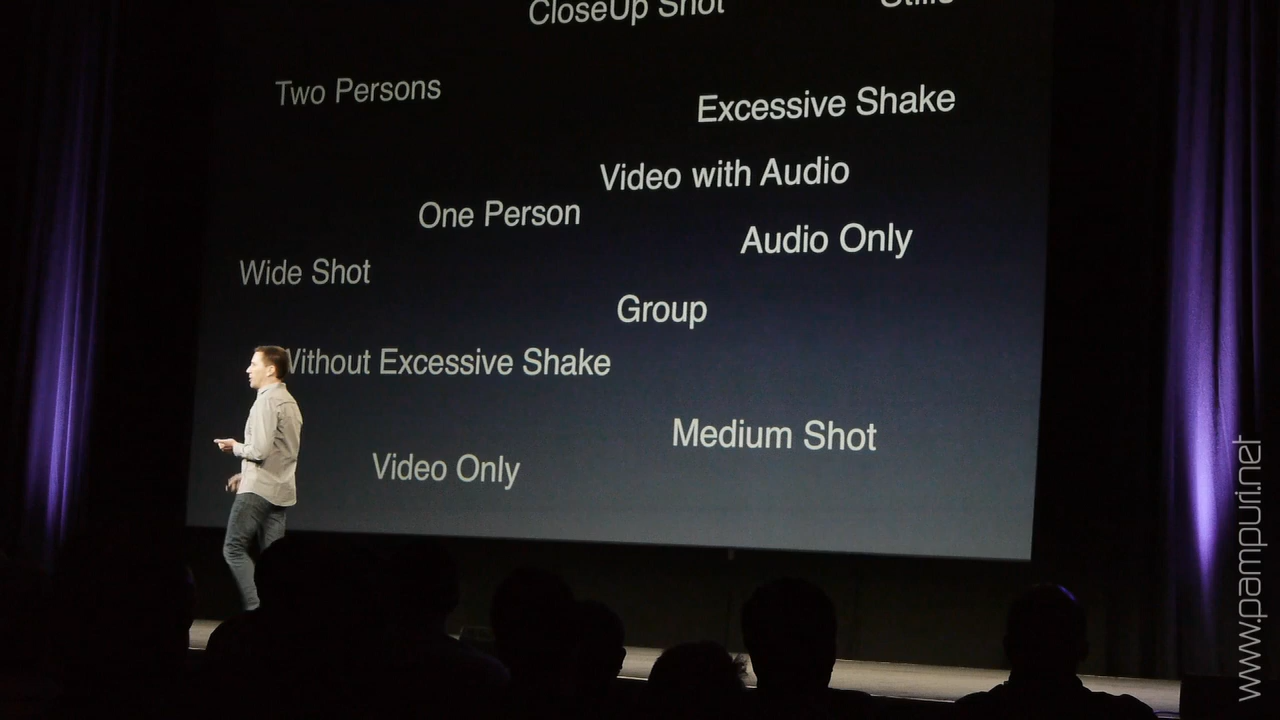 CloseUp Shot
Stills
Two Persons
Excessive Shake
Video with Audio
One Person
Audio Only
Wide Shot
Group
Without Excessive Shake
Medium Shot
Video Only
www.pampuri.net